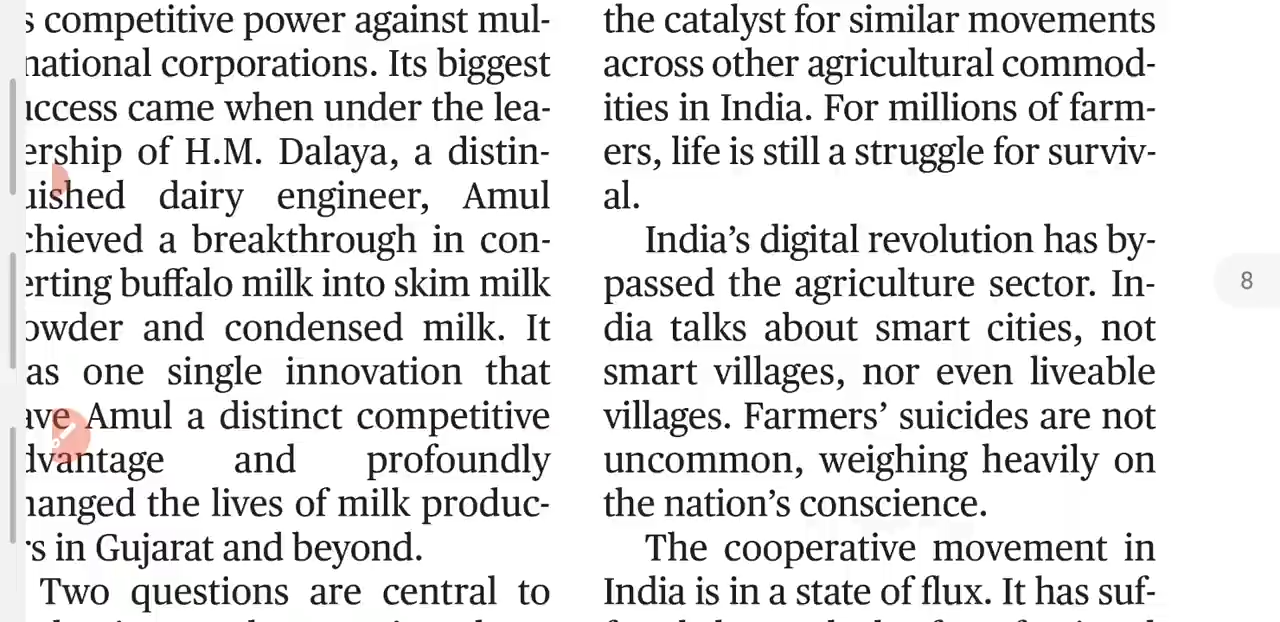 s competitive power against mul-
national corporations. Its biggest
uccess came when under the lea-
ership of H.M. Dalaya, a distin-
uished dairy engineer, Amul
chieved a breakthrough in con-
erting buffalo milk into skim milk
owder and condensed milk. It
as one single innovation that
ave Amul a distinct competitive
dvantage and profoundly
hanged the lives of milk produc-
rs in Gujarat and beyond.
Two questions are central to
the catalyst for similar movements
across other agricultural commod-
ities in India. For millions of farm-
ers, life is still a struggle for surviv-
al.
India’s digital revolution has by-
passed the agriculture sector. In-
dia talks about smart cities, not
smart villages, nor even liveable
villages. Farmers’ suicides are not
uncommon, weighing heavily on
the nation’s conscience.
The cooperative movement in
India is in a state of flux. It has suf-
8